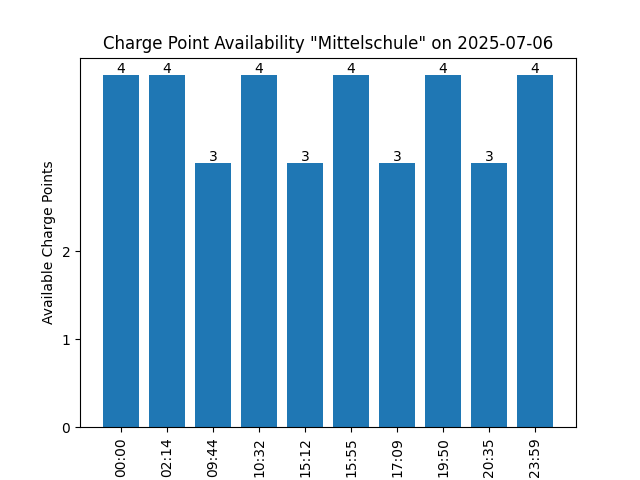 Charge Point Availability "Mittelschule" on 2025-07-06
4 4 3 4 3 4 3 4 3 4
Available Charge Points
2
1
0
00:00 02:14 09:44 10:32 15:12 15:55 17:09 19:50 20:35 23:59